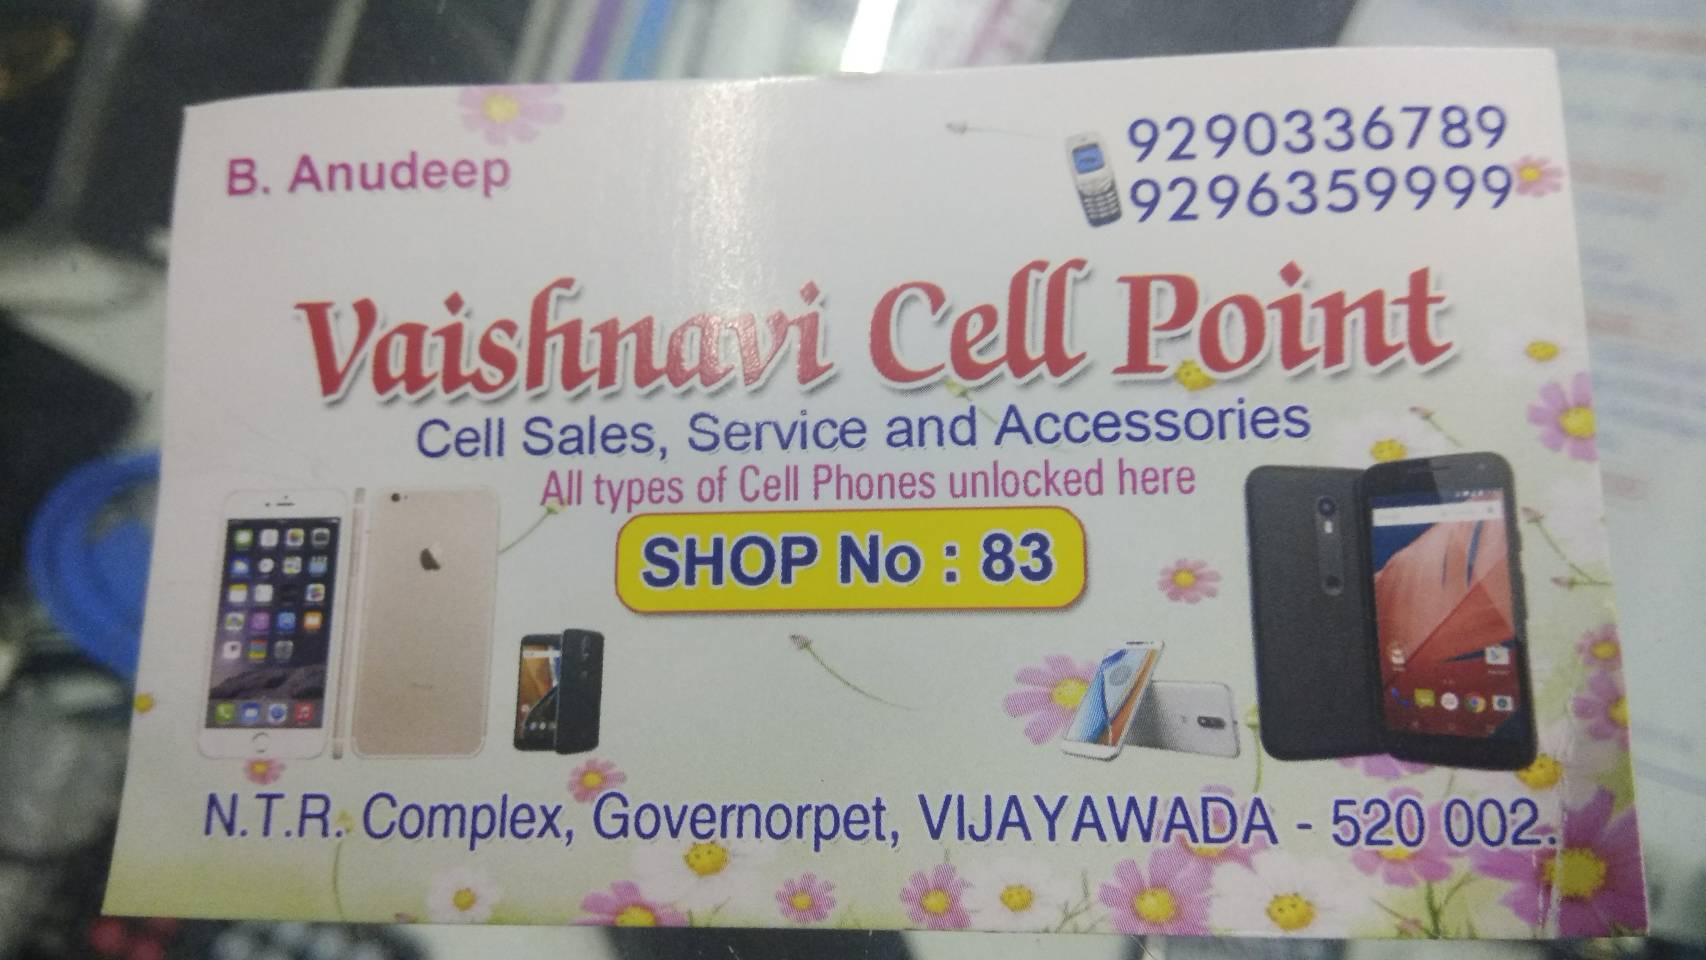 B. Anudeep
9290336789
9296359999
Vaishnavi Cell Point
Cell Sales, Service and Accessories
All types of Cell Phones unlocked here
SHOP No : 83
N.T.R. Complex, Governorpet, VIJAYAWADA - 520 002.